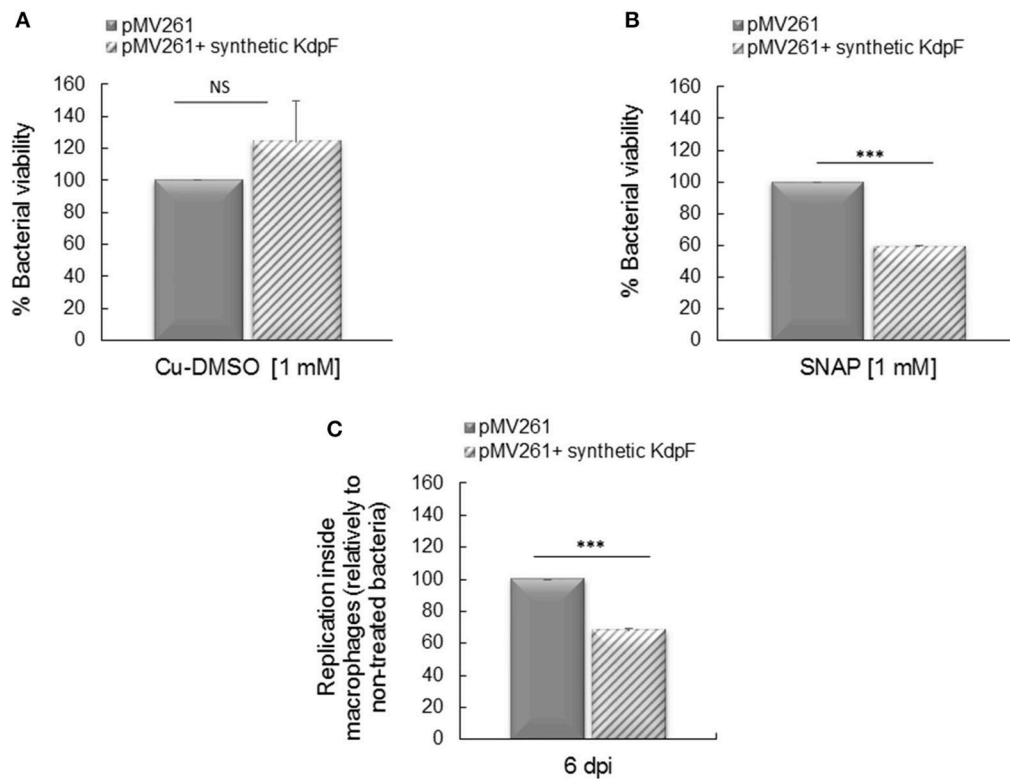 A
pMV261
pMV261+ synthetic KdpF
160
140
120
100
80
60
40
20
0
% Bacterial viability
NS
Cu-DMSO [1 mM]
B
pMV261
pMV261+ synthetic KdpF
160
140
120
100
80
60
40
20
0
% Bacterial viability
***
SNAP [1 mM]
C
pMV261
pMV261+ synthetic KdpF
160
140
120
100
80
60
40
20
0
Replication inside
macrophages (relatively to
non-treated bacteria)
***
6 dpi